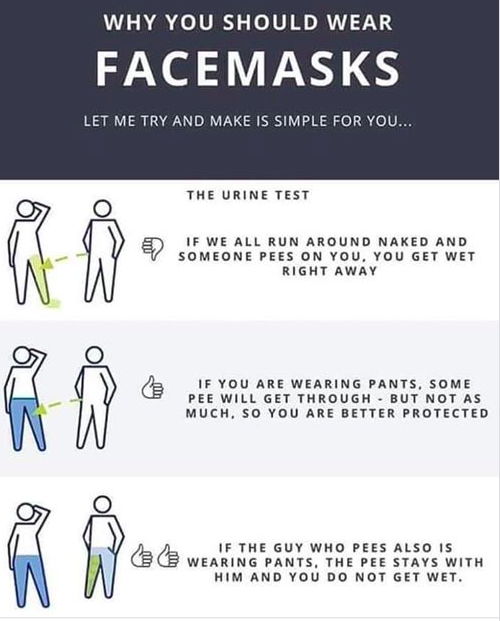 WHY YOU SHOULD WEAR
FACEMASKS
LET ME TRY AND MAKE IS SIMPLE FOR YOU...
THE URINE TEST
IF WE ALL RUN AROUND NAKED AND
SOMEONE PEES ON YOU, YOU GET WET
RIGHT AWAY
IF YOU ARE WEARING PANTS, SOME
PEE WILL GET THROUGH - BUT NOT AS
MUCH, SO YOU ARE BETTER PROTECTED
IF THE GUY WHO PEES ALSO IS
WEARING PANTS, THE PEE STAYS WITH
HIM AND YOU DO NOT GET WET.